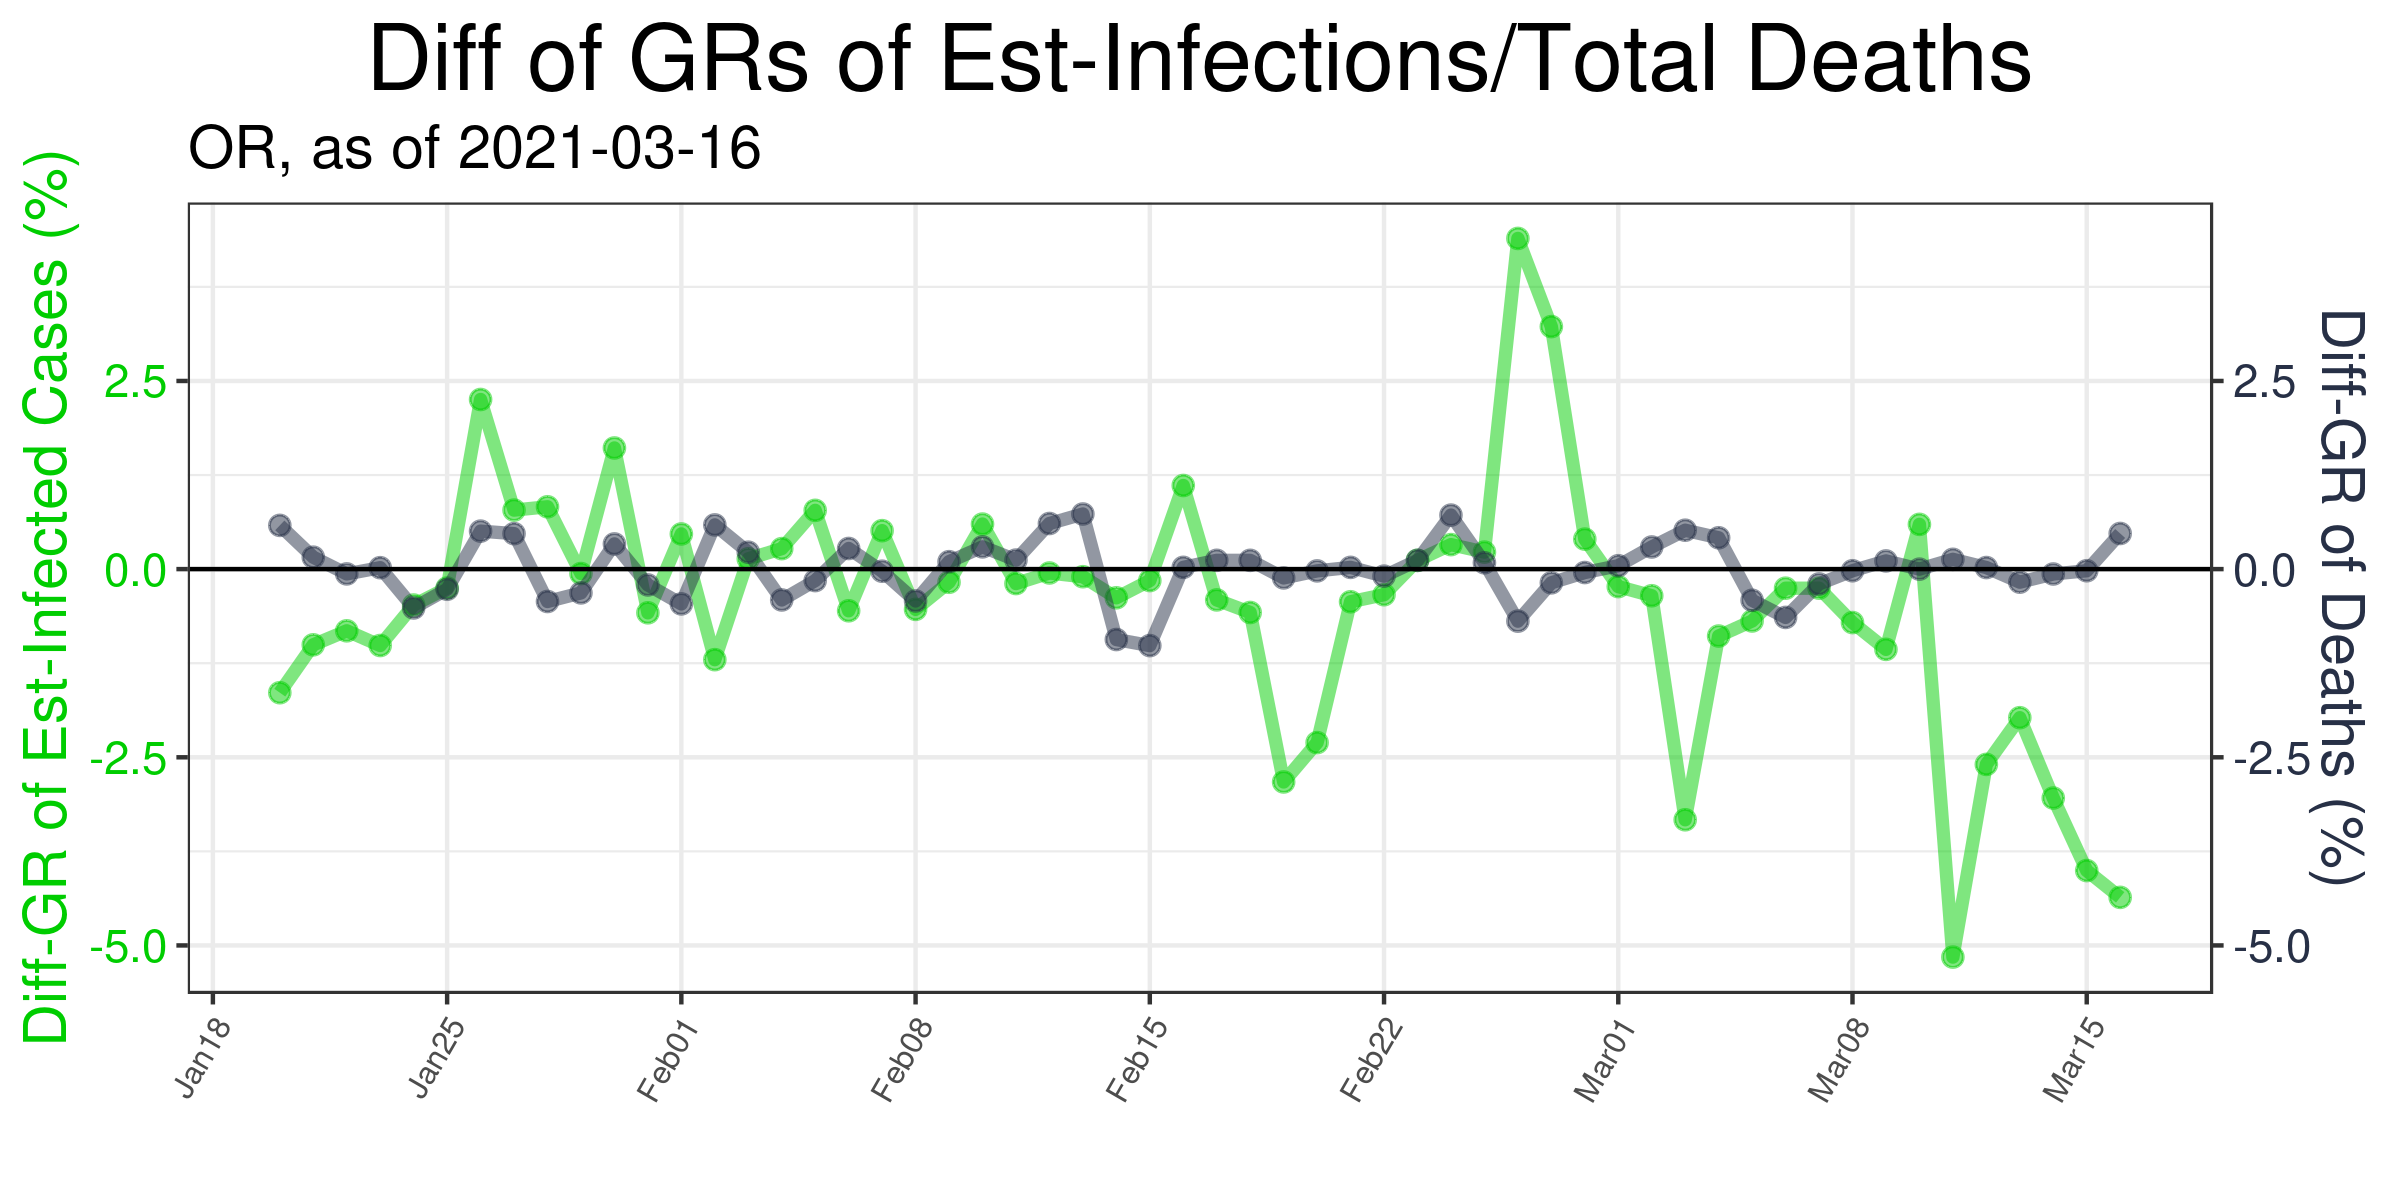 Diff of GRs of Est-Infections/Total Deaths
OR, as of 2021-03-16
Diff-GR of Est-Infected Cases (%)
2.5
0.0
-2.5
-5.0
2.5
0.0
-2.5
-5.0
Diff-GR of Deaths (%)
Jan18
Jan25
Feb01
Feb08
Feb15
Feb22
Mar01
Mar08
Mar15